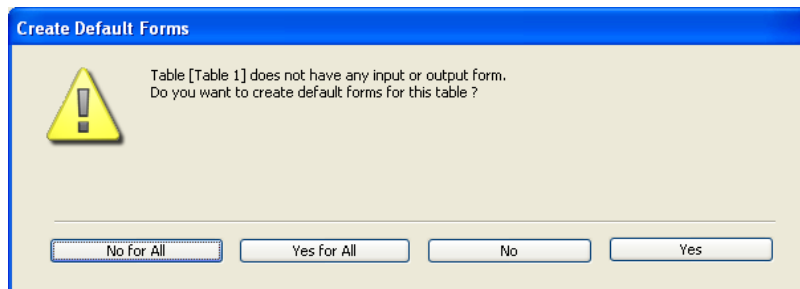 Create Default Forms
Table [Table 1] does not have any input or output form.
Do you want to create default forms for this table ?
No for All
Yes for All
No
Yes